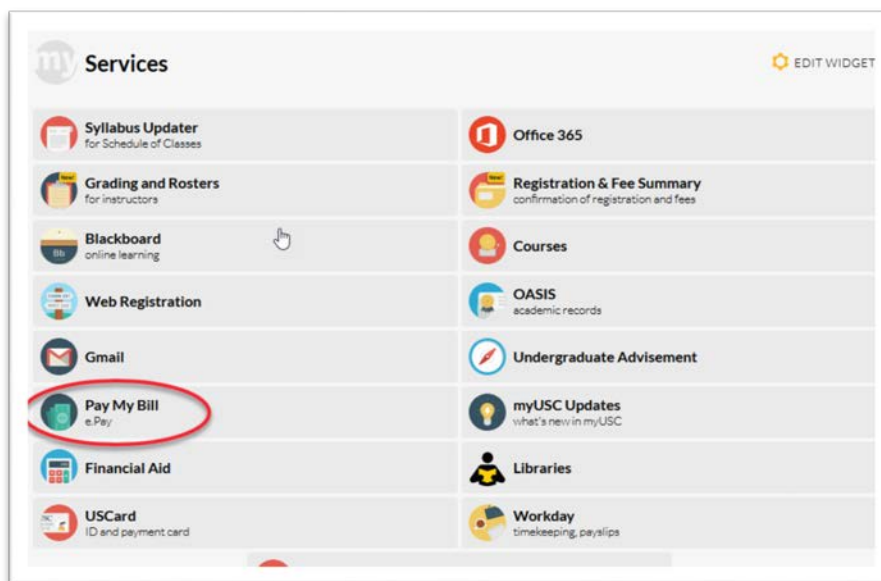 my Services
EDIT WIDGET
Syllabus Updater
for Schedule of Classes
Office 365
New!
Grading and Rosters
for instructors
New!
Registration & Fee Summary
confirmation of registration and fees
Bb
Blackboard
online learning
Courses
Web Registration
OASIS
academic records
Gmail
Undergraduate Advisement
Pay My Bill
e.Pay
myUSC Updates
what's new in myUSC
Financial Aid
Libraries
USCard
ID and payment card
Workday
timekeeping, payslips